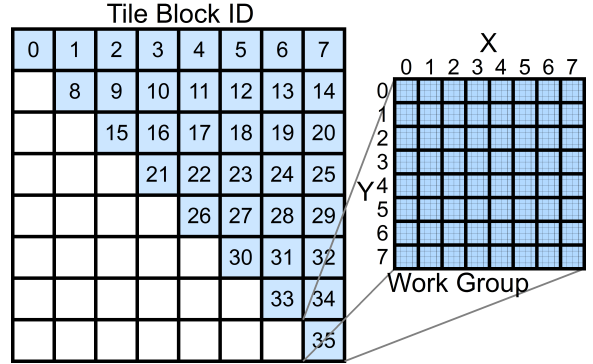 Tile Block ID
0 1 2 3 4 5 6 7
8 9 10 11 12 13 14
15 16 17 18 19 20
21 22 23 24 25
26 27 28 29
30 31 32
33 34
35
X
0 1 2 3 4 5 6 7
0
1
2
3
Y 4
5
6
7
Work Group